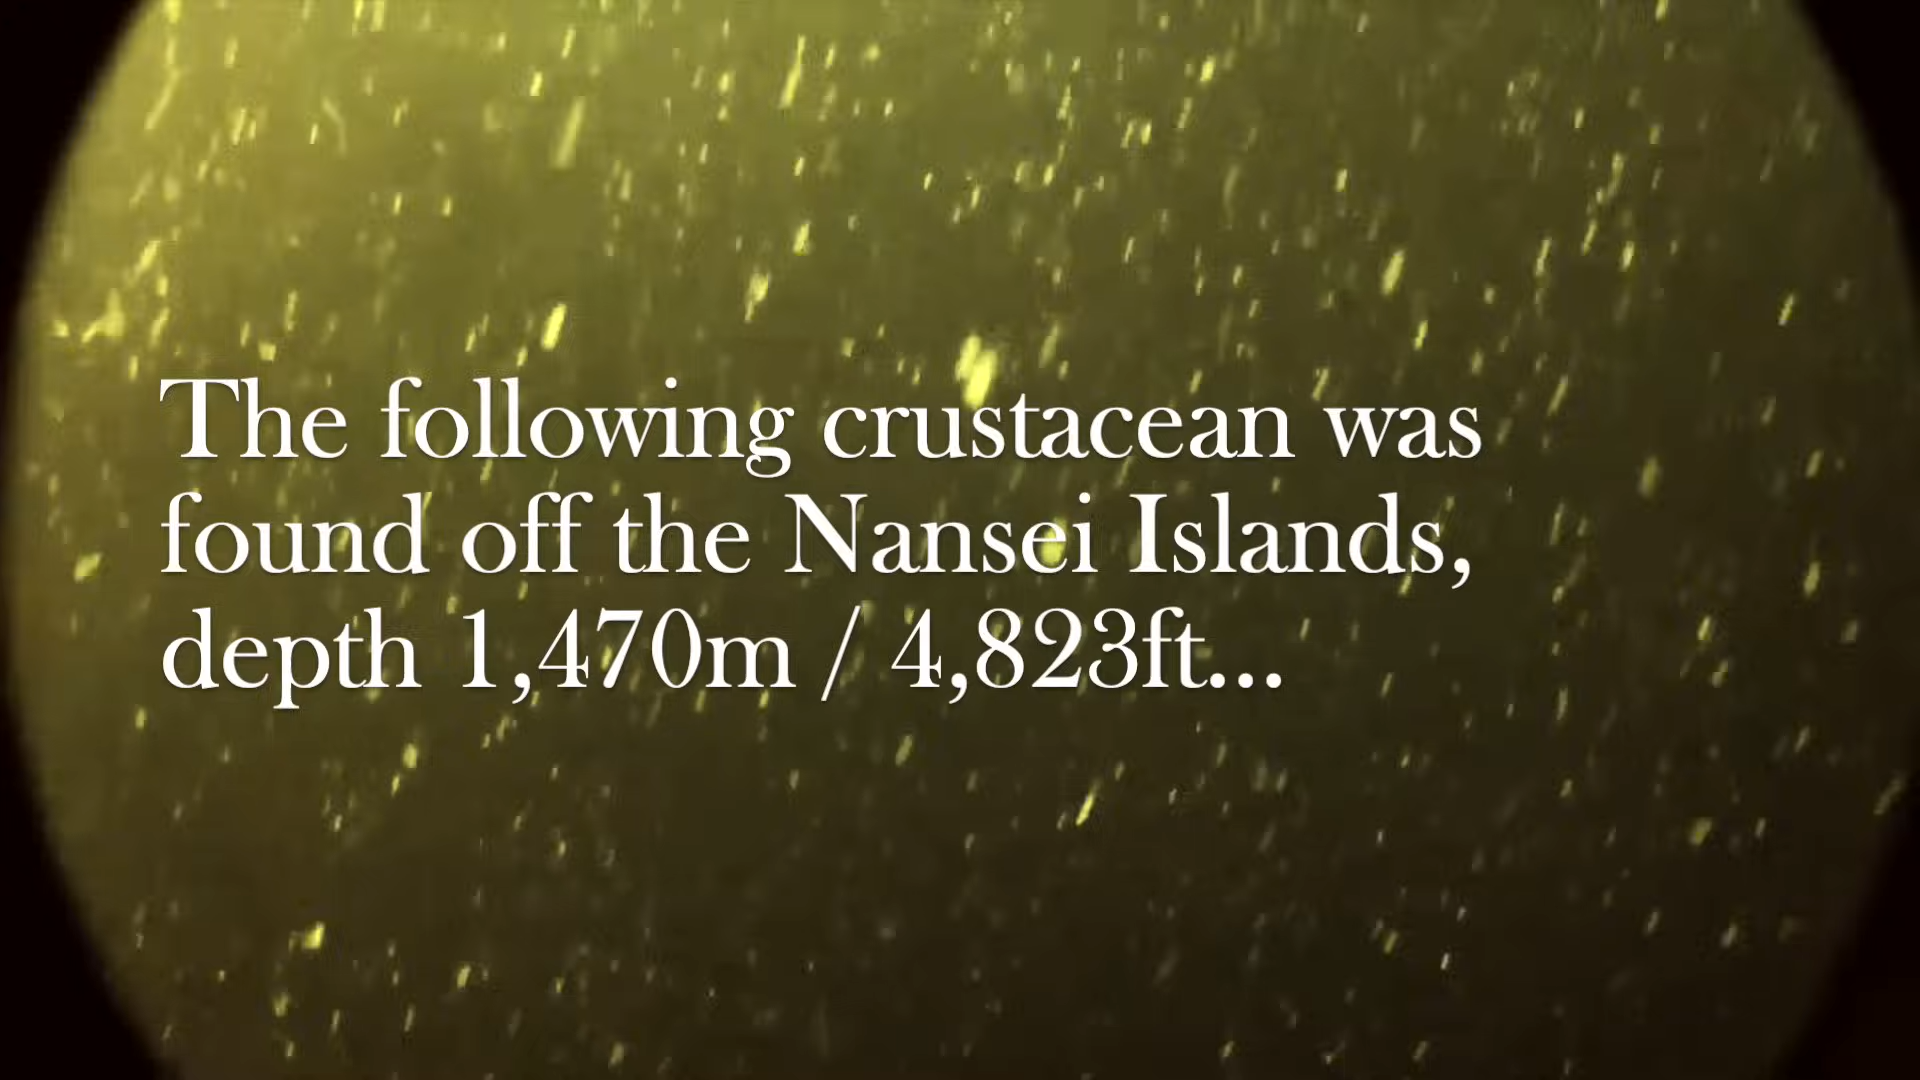 The following crustacean was
found off the Nansei Islands,
depth 1,470m / 4,823ft...